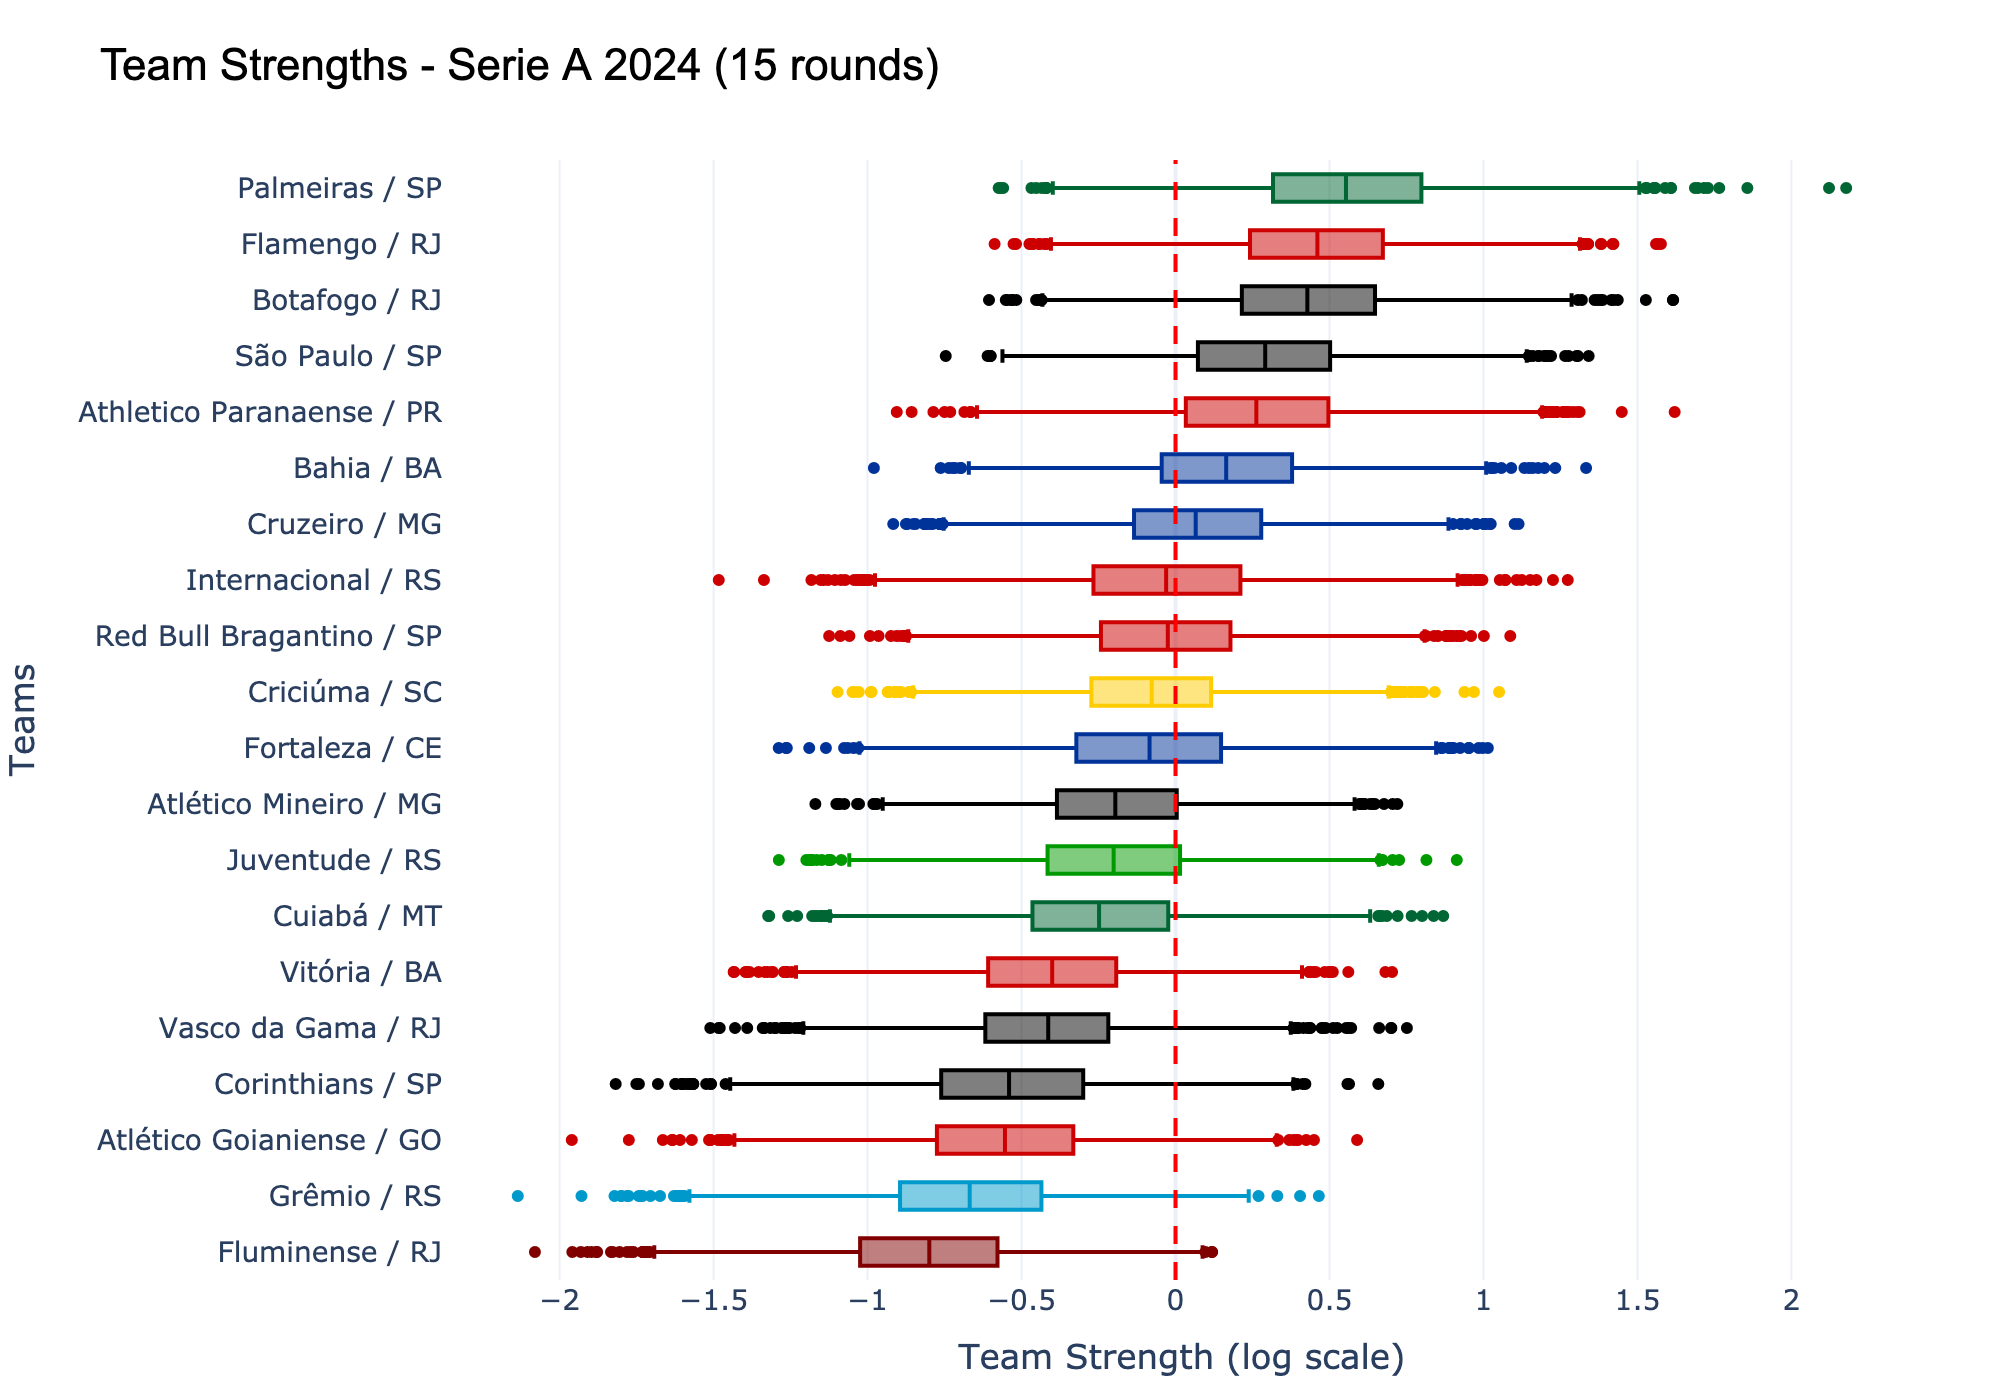 Team Strengths - Serie A 2024 (15 rounds)
Teams
Palmeiras / SP
Flamengo / RJ
Botafogo / RJ
São Paulo / SP
Athletico Paranaense / PR
Bahia / BA
Cruzeiro / MG
Internacional / RS
Red Bull Bragantino / SP
Criciúma / SC
Fortaleza / CE
Atlético Mineiro / MG
Juventude / RS
Cuiabá / MT
Vitória / BA
Vasco da Gama / RJ
Corinthians / SP
Atlético Goianiense / GO
Grêmio / RS
Fluminense / RJ
−2 −1.5 −1 −0.5 0 0.5 1 1.5 2
Team Strength (log scale)